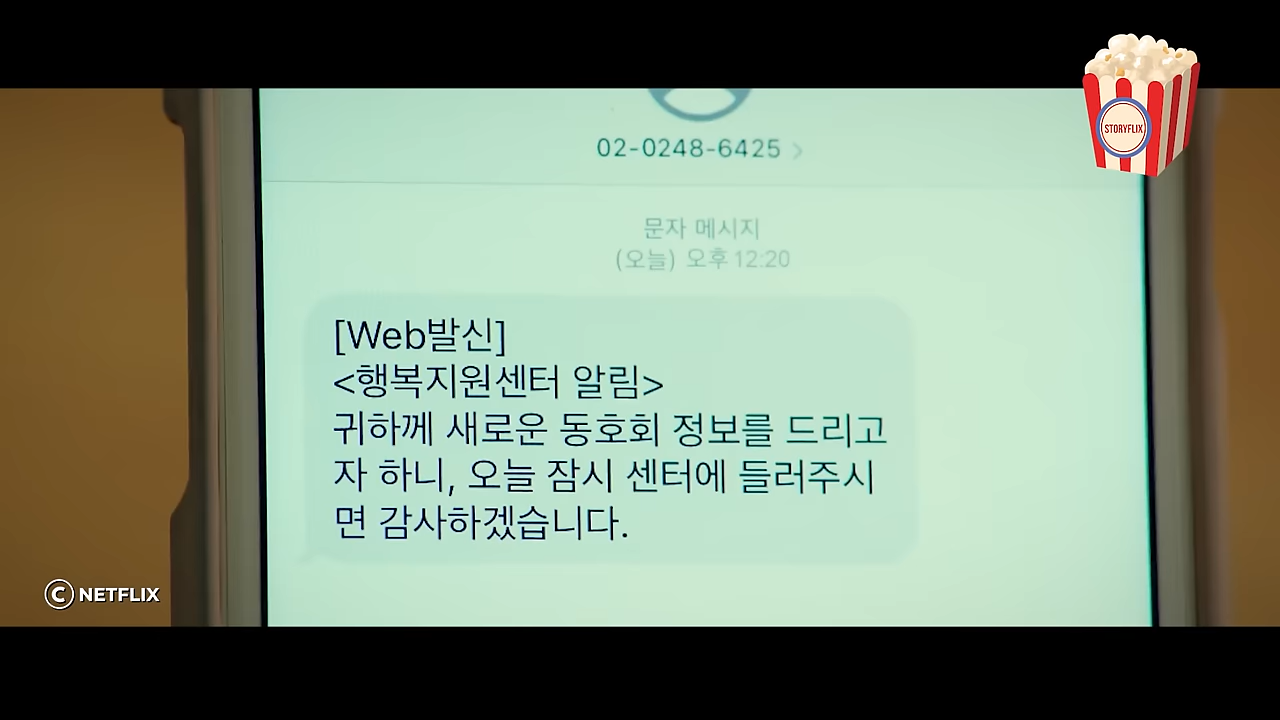 STORYFLIX
02-0248-6425 >
문자 메시지
(오늘) 오후 12:20
[Web발신]
<행복지원센터 알림>
귀하께 새로운 동호회 정보를 드리고
자 하니, 오늘 잠시 센터에 들러주시
면 감사하겠습니다.
© NETFLIX